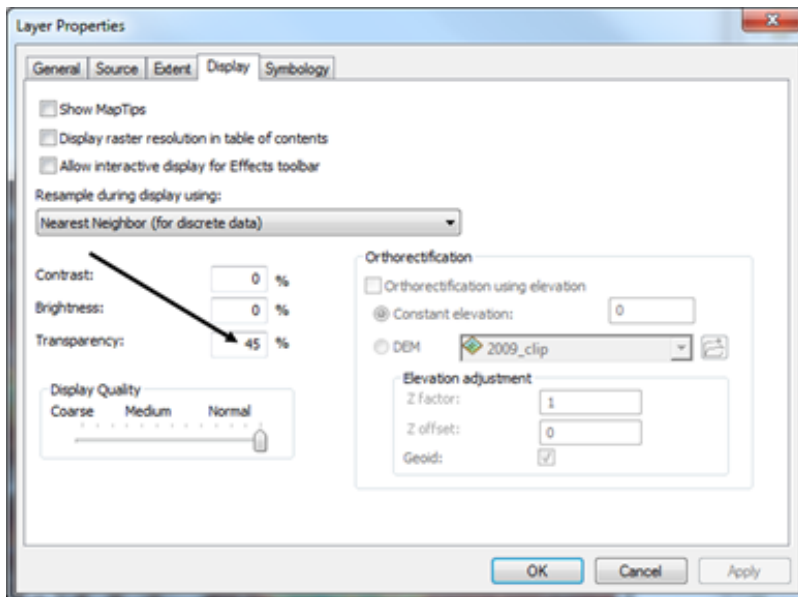 Layer Properties
General Source Extent Display Symbology
Show MapTips
Display raster resolution in table of contents
Allow interactive display for Effects toolbar
Resample during display using:
Nearest Neighbor (for discrete data)
Contrast: 0 %
Brightness: 0 %
Transparency: 45 %
Display Quality
Coarse Medium Normal
Orthorectification
Orthorectification using elevation
Constant elevation: 0
DEM 2009_clip
Elevation adjustment
Z factor: 1
Z offset: 0
Geoid:
OK Cancel Apply